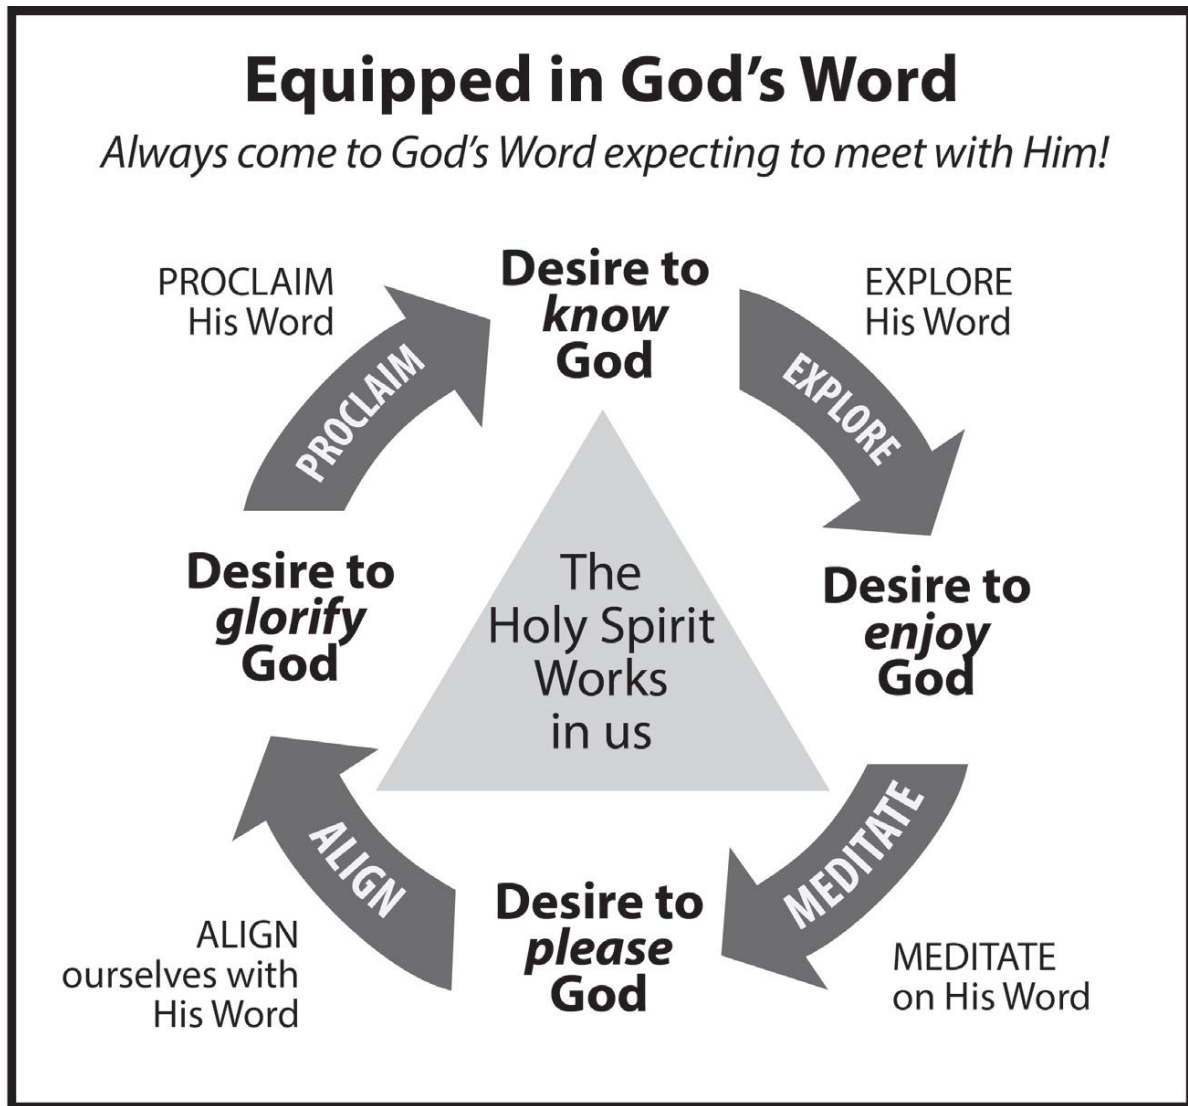 Equipped in God's Word
Always come to God's Word expecting to meet with Him!
PROCLAIM
His Word
Desire to
know
God
EXPLORE
His Word
PROCLAIM
EXPLORE
Desire to
glorify
God
The
Holy Spirit
Works
in us
Desire to
enjoy
God
ALIGN
MEDITATE
ALIGN
ourselves with
His Word
Desire to
please
God
MEDITATE
on His Word